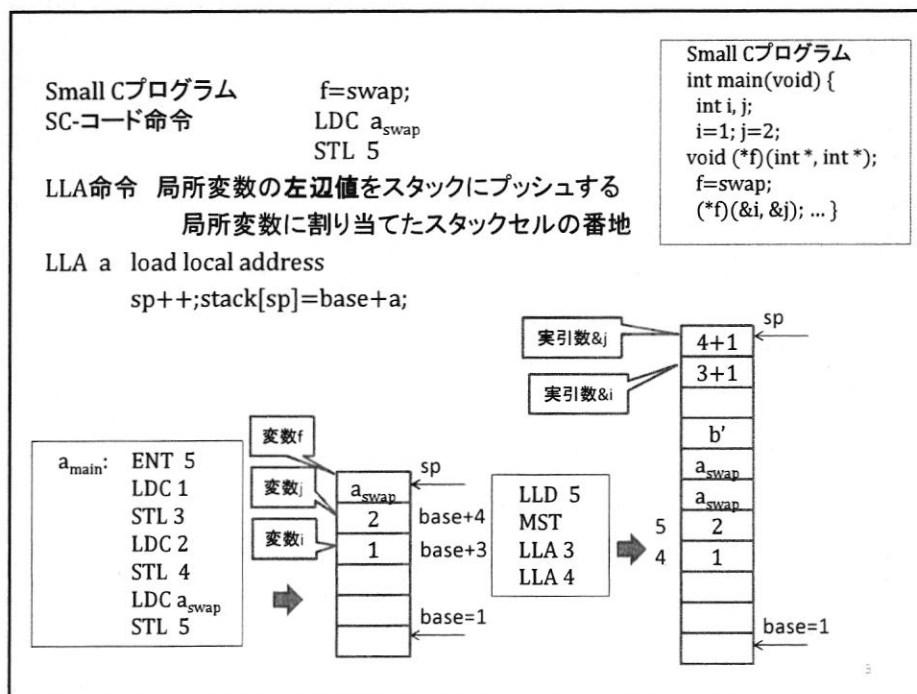 Small Cプログラム f=swap;
SC-コード命令 LDC aswap
STL 5
LLA命令 局所変数の左辺値をスタックにプッシュする
局所変数に割り当てたスタックセルの番地
LLA a load local address
sp++;stack[sp]=base+a;
Small Cプログラム
int main(void) {
int i, j;
i=1; j=2;
void (*f)(int *, int *);
f=swap;
(*f)(&i, &j); ... }
amain: ENT 5
LDC 1
STL 3
LDC 2
STL 4
LDC aswap
STL 5
変数f
変数j
変数i
sp
aswap
2 base+4
1 base+3
base=1
LLD 5
MST
LLA 3
LLA 4
実引数&j
実引数&i
sp
4+1
3+1
b'
aswap
aswap
5 2
4 1
base=1